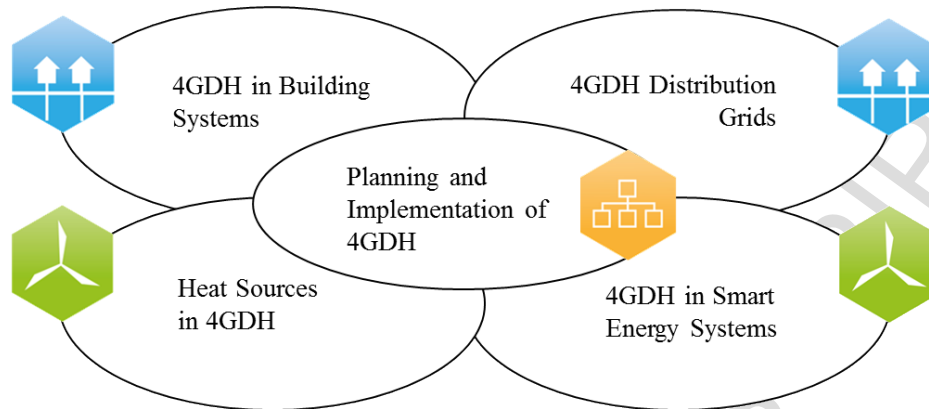 4GDH in Building
Systems
4GDH Distribution
Grids
Planning and
Implementation of
4GDH
Heat Sources
in 4GDH
4GDH in Smart
Energy Systems